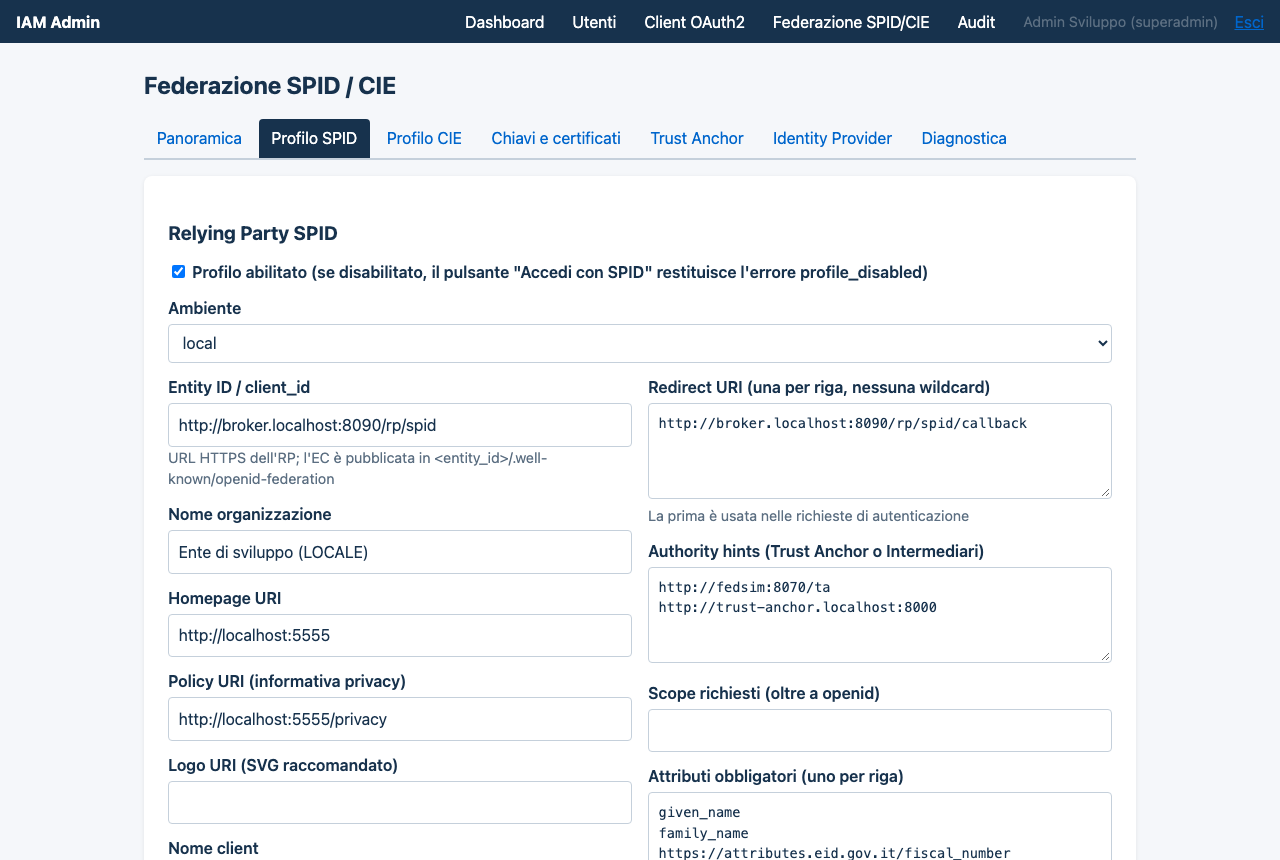 IAM Admin
Dashboard
Utenti
Client OAuth2
Federazione SPID/CIE
Audit
Admin Sviluppo (superadmin)
Esci
Federazione SPID / CIE
Panoramica
Profilo SPID
Profilo CIE
Chiavi e certificati
Trust Anchor
Identity Provider
Diagnostica
Relying Party SPID
Profilo abilitato (se disabilitato, il pulsante "Accedi con SPID" restituisce l'errore profile_disabled)
Ambiente
local
Entity ID / client_id
http://broker.localhost:8090/rp/spid
URL HTTPS dell'RP; l'EC è pubblicata in <entity_id>/.well-
known/openid-federation
Nome organizzazione
Ente di sviluppo (LOCALE)
Homepage URI
http://localhost:5555
Policy URI (informativa privacy)
http://localhost:5555/privacy
Logo URI (SVG raccomandato)
Nome client
Redirect URI (una per riga, nessuna wildcard)
http://broker.localhost:8090/rp/spid/callback
La prima è usata nelle richieste di autenticazione
Authority hints (Trust Anchor o Intermediari)
http://fedsim:8070/ta
http://trust-anchor.localhost:8000
Scope richiesti (oltre a openid)
Attributi obbligatori (uno per riga)
given_name
family_name
https://attributes.eid.gov.it/fiscal_number